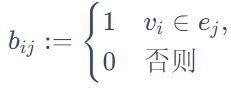 b_{ij} := { 1 v_i ∈ e_j,
0 否则